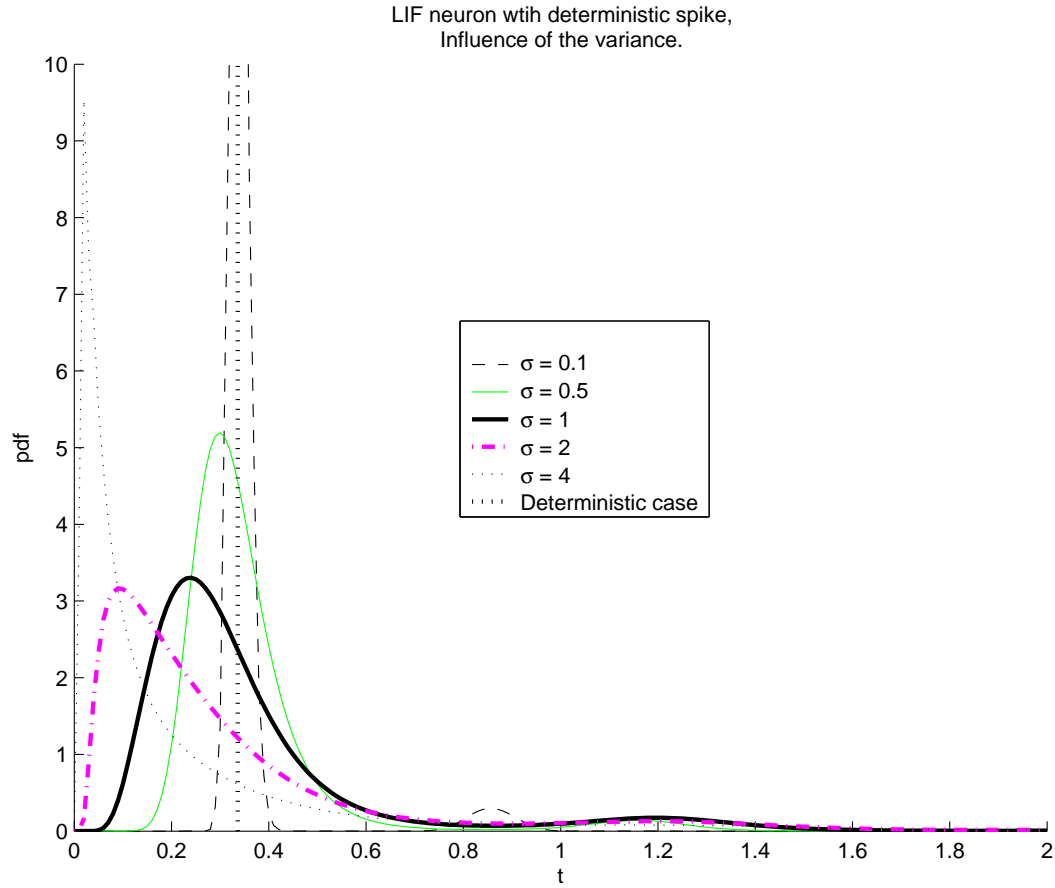 LIF neuron wtih deterministic spike,
Influence of the variance.
10
9
8
7
6
5
4
3
2
1
0
pdf
σ = 0.1
σ = 0.5
σ = 1
σ = 2
σ = 4
Deterministic case
0 0.2 0.4 0.6 0.8 1 1.2 1.4 1.6 1.8 2
t